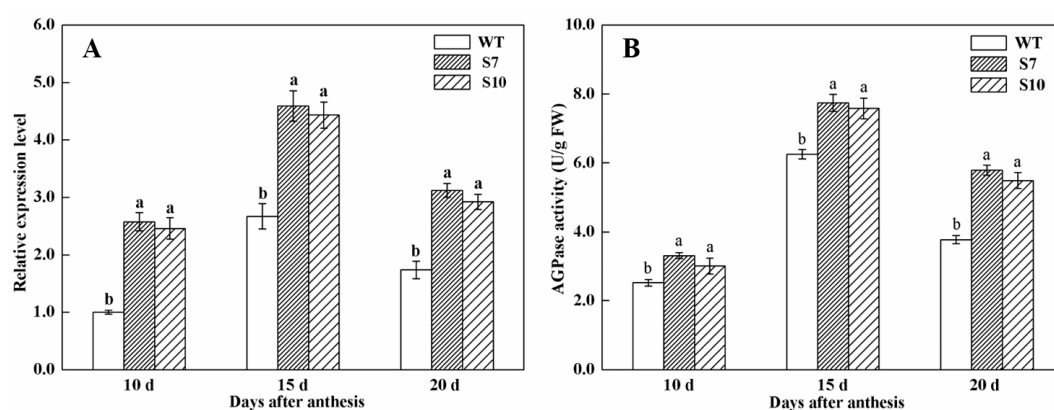 A
WT
S7
S10
Relative expression level
6.0
5.0
4.0
3.0
2.0
1.0
0.0
b a a
b a a
b a a
10 d 15 d 20 d
Days after anthesis
B
WT
S7
S10
AGPase activity (U/g FW)
10.0
8.0
6.0
4.0
2.0
0.0
b a a
b a a
b a a
10 d 15 d 20 d
Days after anthesis